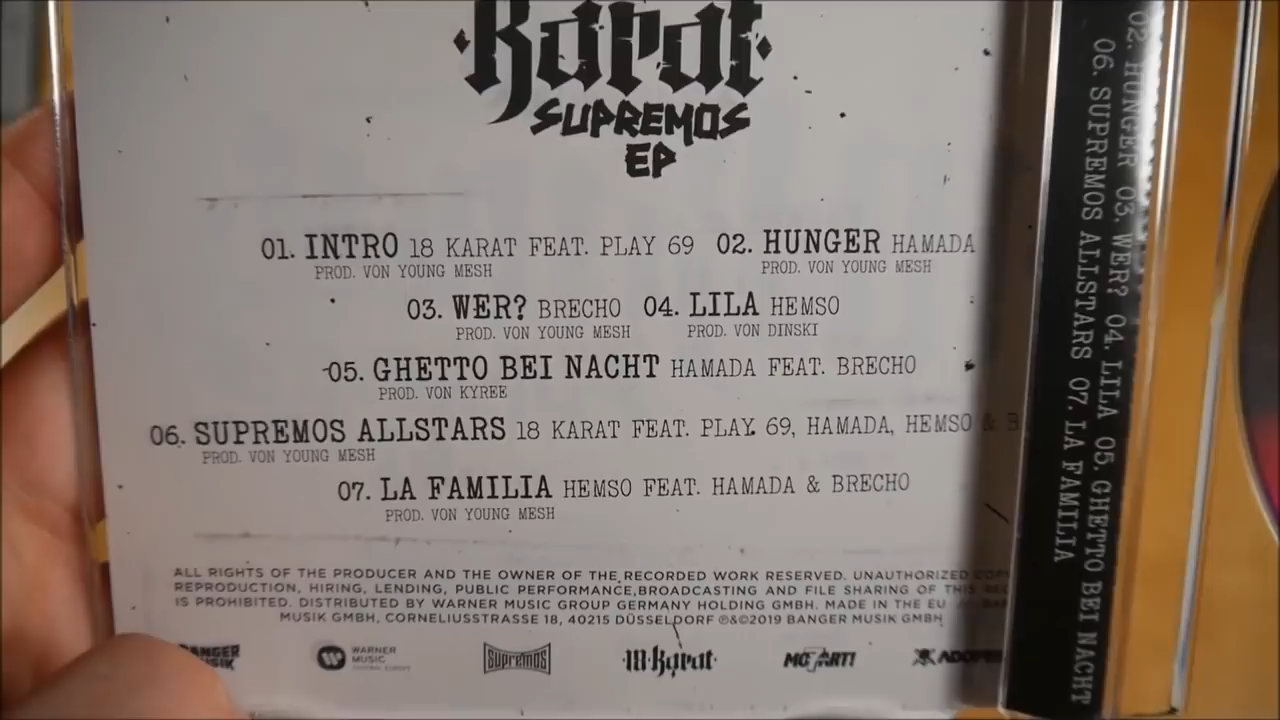 Karat
SUPREMOS
EP
01. INTRO 18 KARAT FEAT. PLAY 69 02. HUNGER HAMADA
PROD. VON YOUNG MESH PROD. VON YOUNG MESH
03. WER? BRECHO 04. LILA HEMSO
PROD. VON YOUNG MESH PROD. VON DINSKI
05. GHETTO BEI NACHT HAMADA FEAT. BRECHO
PROD. VON KYREE
06. SUPREMOS ALLSTARS 18 KARAT FEAT. PLAY 69, HAMADA, HEMSO & B
PROD. VON YOUNG MESH
07. LA FAMILIA HEMSO FEAT. HAMADA & BRECHO
PROD. VON YOUNG MESH
ALL RIGHTS OF THE PRODUCER AND THE OWNER OF THE RECORDED WORK RESERVED. UNAUTHORIZED
REPRODUCTION, HIRING, LENDING, PUBLIC PERFORMANCE,BROADCASTING AND FILE SHARING OF THIS
IS PROHIBITED. DISTRIBUTED BY WARNER MUSIC GROUP GERMANY HOLDING GMBH. MADE IN THE EU
MUSIK GMBH, CORNELIUSSTRASSE 18, 40215 DÜSSELDORF ℗&©2019 BANGER MUSIK GMBH
BANGER MUSIK
WARNER MUSIC
SUPREMOS
18 Karat
02. HUNGER 03. WER? 04. LILA 05. GHETTO BEI NACHT
06. SUPREMOS ALLSTARS 07. LA FAMILIA